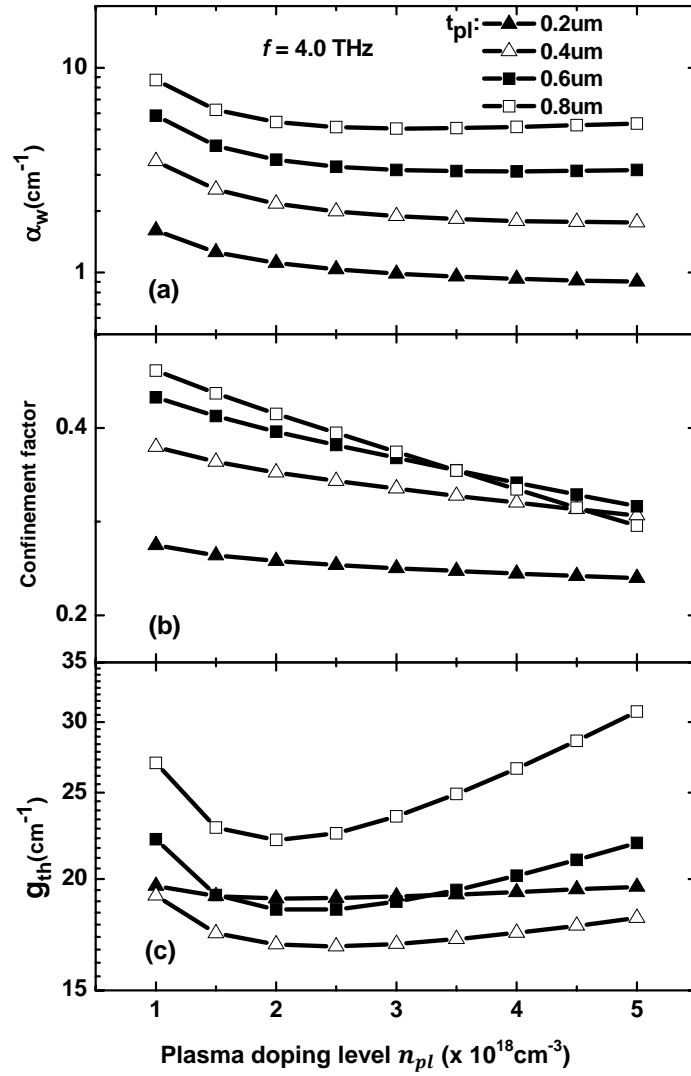 t_pl: 0.2um
0.4um
0.6um
0.8um
f = 4.0 THz
10
1
α_w(cm⁻¹)
(a)
0.4
0.2
Confinement factor
(b)
35
30
25
20
15
g_th(cm⁻¹)
(c)
1 2 3 4 5
Plasma doping level n_pl (x 10¹⁸cm⁻³)